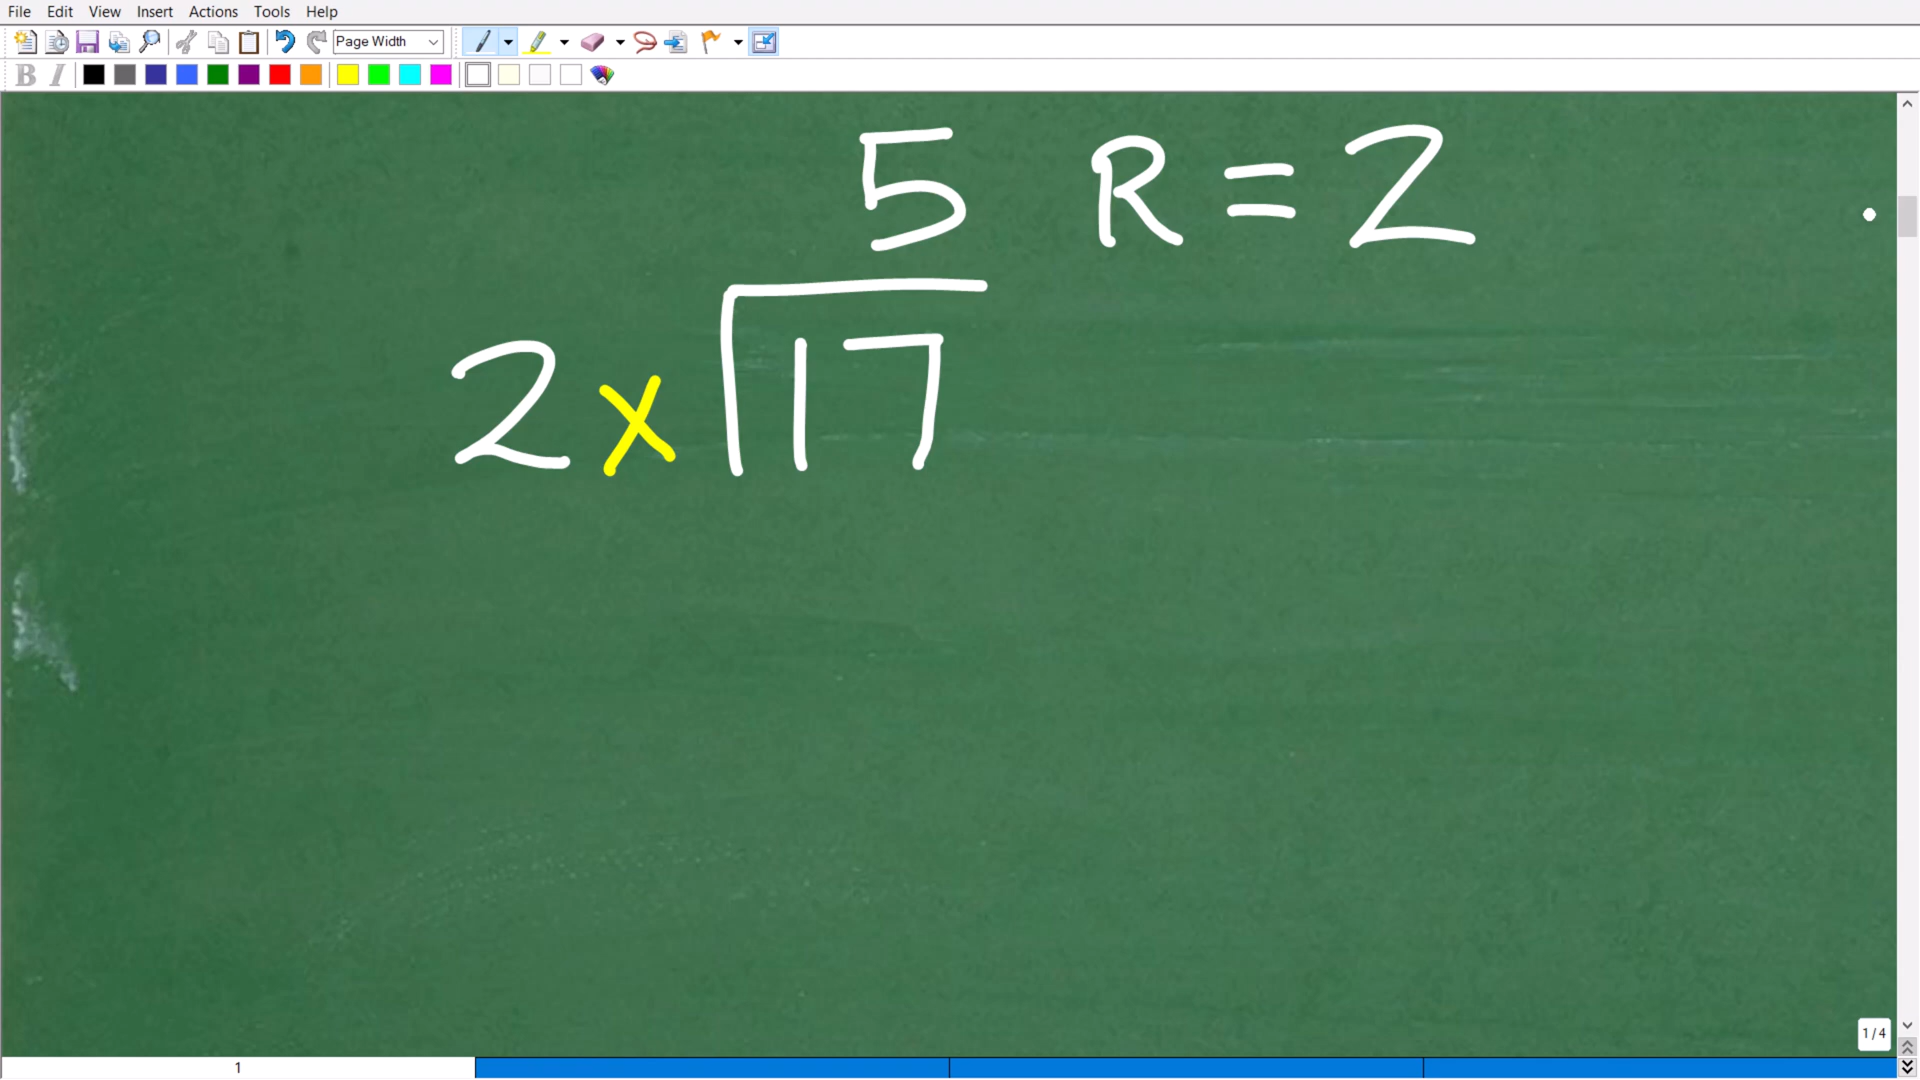 File Edit View Insert Actions Tools Help
Page Width
B I
5 R = 2
2x 17
1 / 4
1